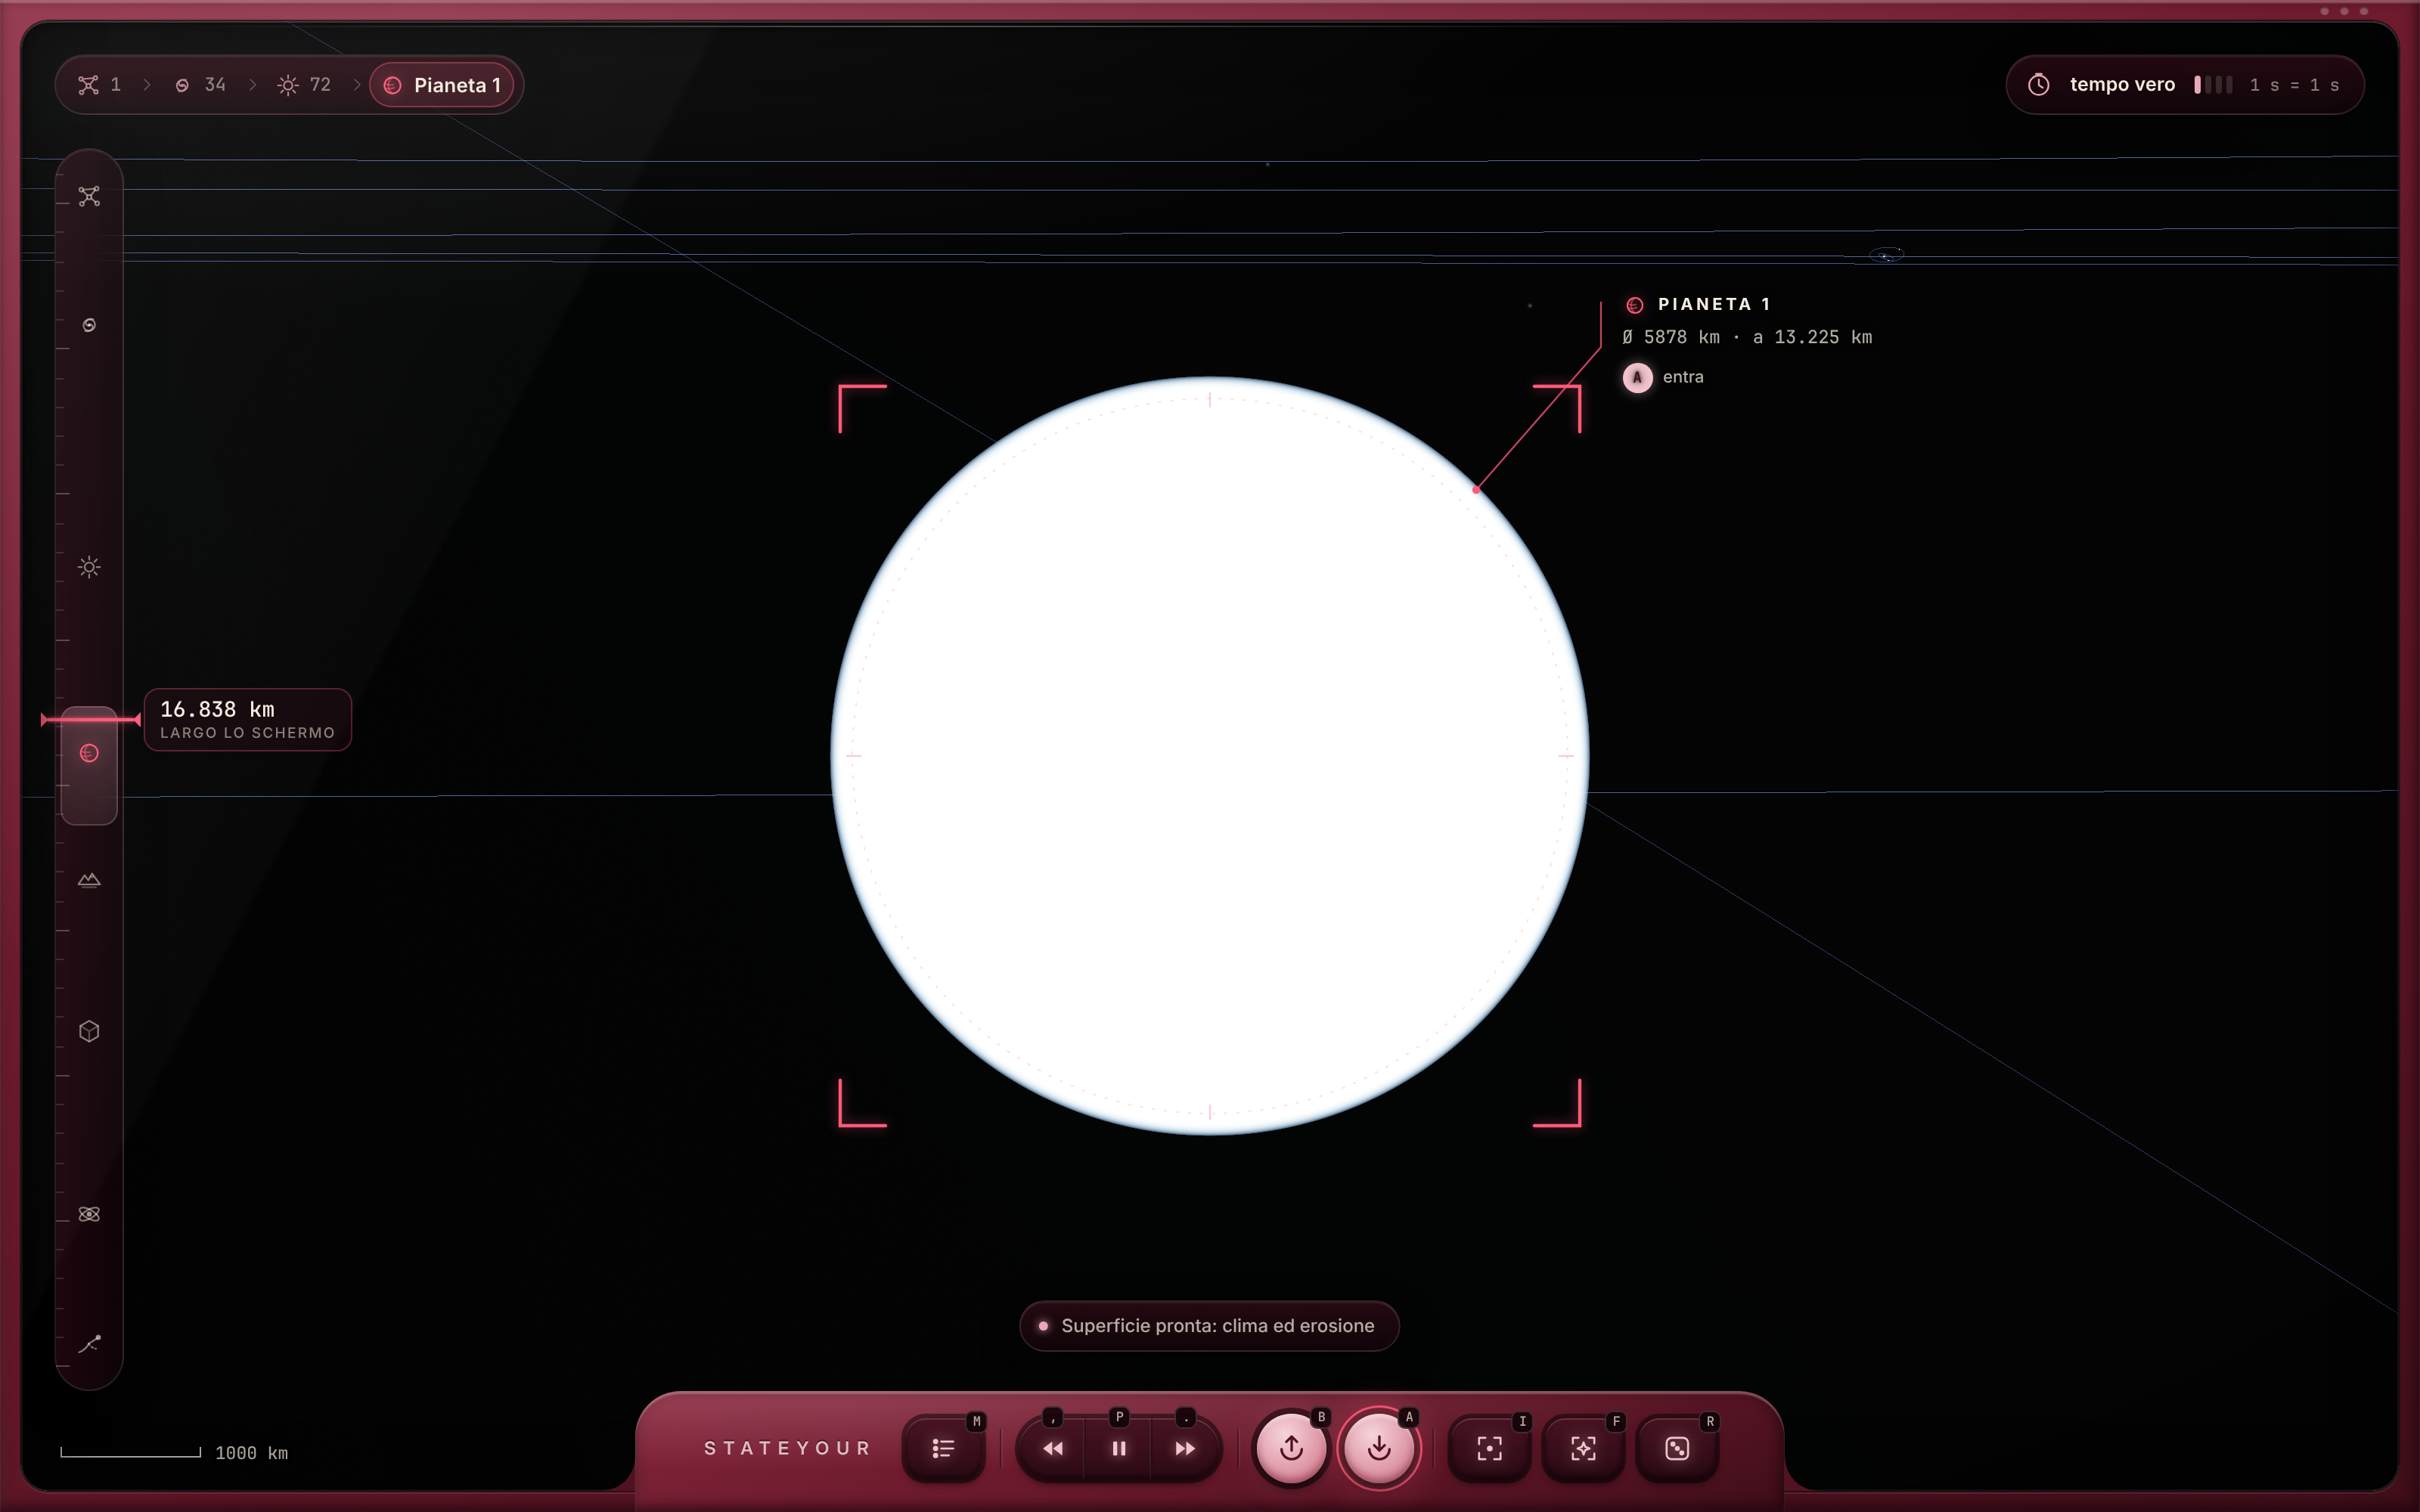 1
34
72
Pianeta 1
tempo vero
1 s = 1 s
PIANETA 1
Ø 5878 km · a 13.225 km
A entra
16.838 km
LARGO LO SCHERMO
Superficie pronta: clima ed erosione
1000 km
STATEYOUR
M
,
P
.
B
A
I
F
R